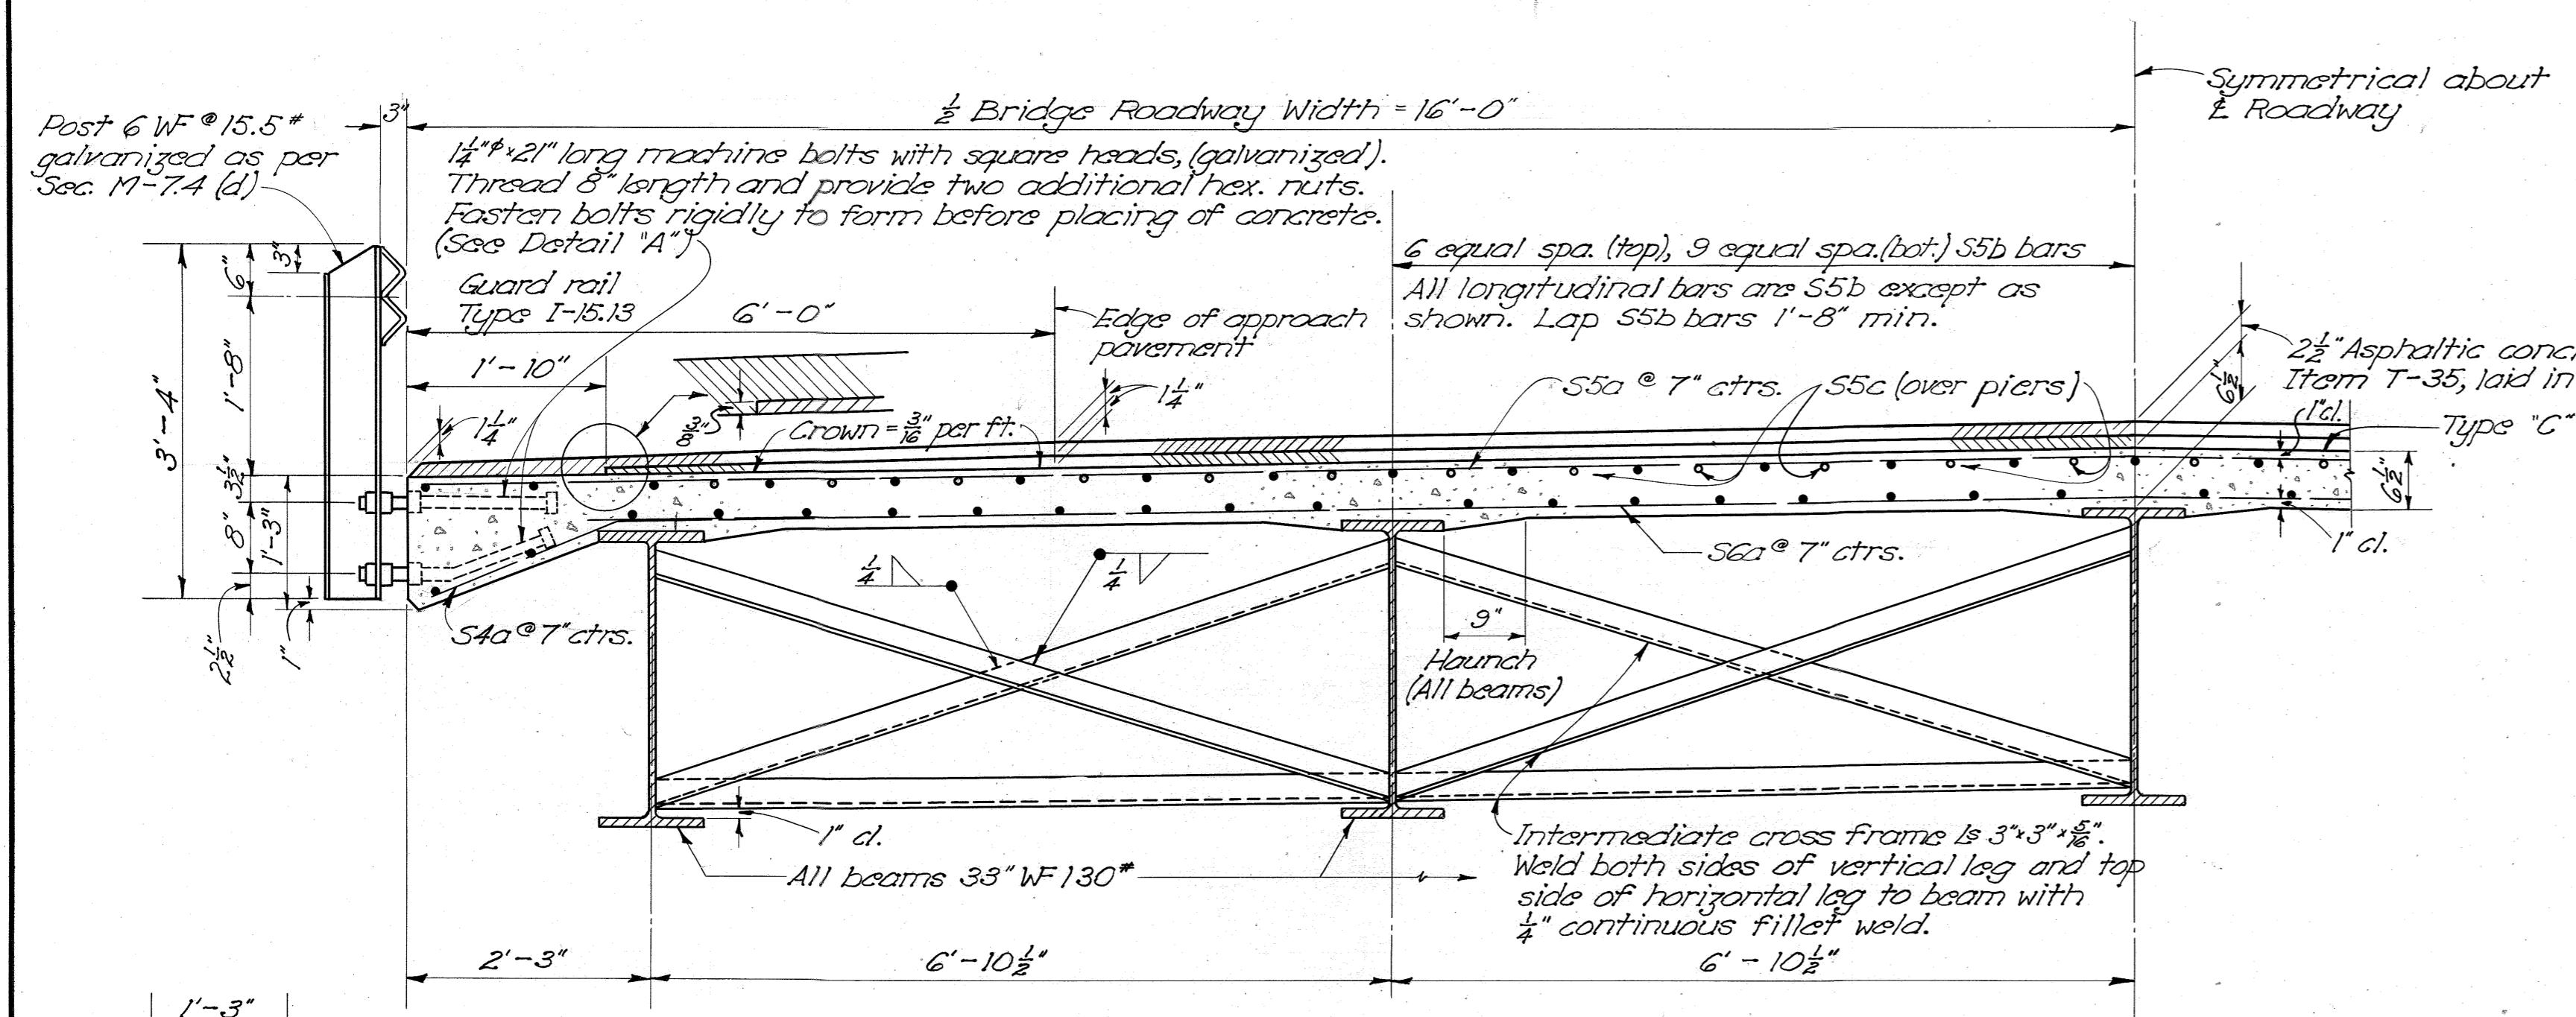 Symmetrical about
℄ Roadway
3"
½ Bridge Roadway Width = 16'-0"
Post 6 WF @ 15.5#
galvanized as per
Sec. M-7.4 (d)
1¼"φ×21" long machine bolts with square heads, (galvanized).
Thread 8" length and provide two additional hex. nuts.
Fasten bolts rigidly to form before placing of concrete.
(See Detail "A")
6 equal spa. (top), 9 equal spa. (bot.) S5b bars
All longitudinal bars are S5b except as
shown. Lap S5b bars 1'-8" min.
Guard rail
Type I-15.13
6'-0"
Edge of approach
pavement
2½" Asphaltic conc.
Item T-35, laid in
Type "C"
3"
6"
1'-8"
3'-4"
3½"
8"
1'-3"
2½"
1"
1'-10"
1¼"
⅜"
Crown = 3/16" per ft.
1¼"
S5a @ 7" ctrs.
S5c (over piers)
6½"
1" cl.
6½"
1" cl.
S6a @ 7" ctrs.
S4a @ 7" ctrs.
¼
¼
9"
Haunch
(All beams)
1" cl.
All beams 33" WF 130#
Intermediate cross frame Ls 3"×3"×5/16".
Weld both sides of vertical leg and top
side of horizontal leg to beam with
¼" continuous fillet weld.
2'-3"
6'-10½"
6'-10½"
1'-3"